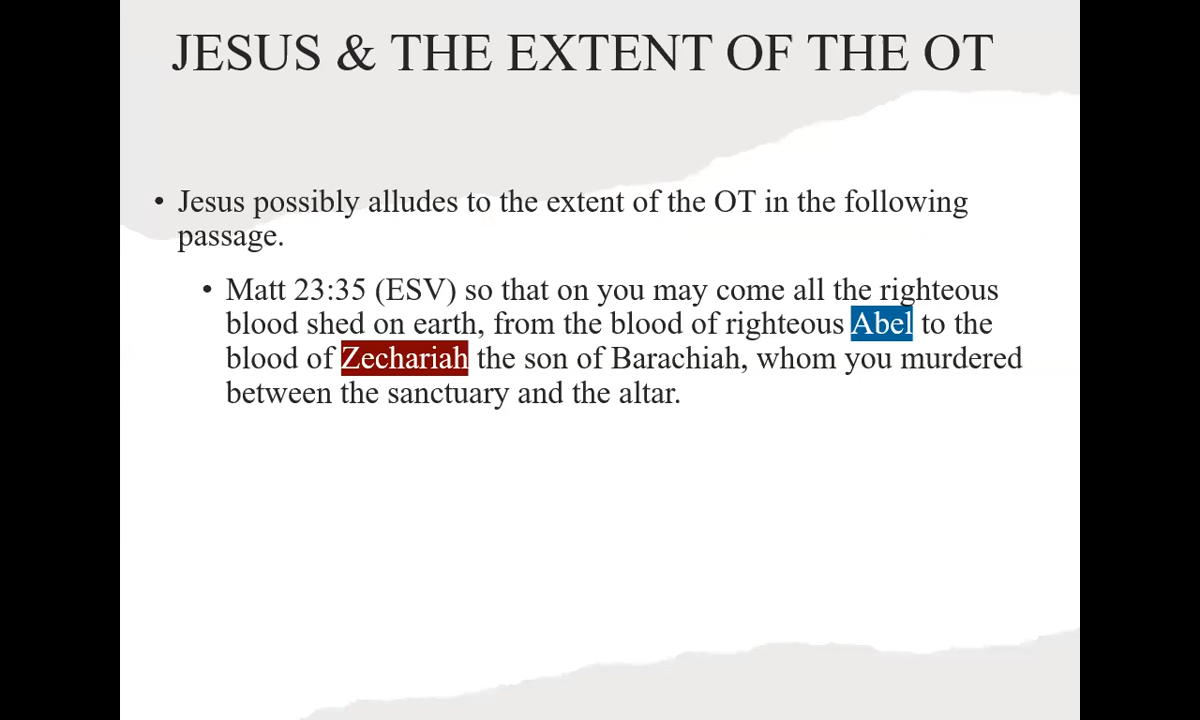 JESUS & THE EXTENT OF THE OT
• Jesus possibly alludes to the extent of the OT in the following
passage.
• Matt 23:35 (ESV) so that on you may come all the righteous
blood shed on earth, from the blood of righteous Abel to the
blood of Zechariah the son of Barachiah, whom you murdered
between the sanctuary and the altar.